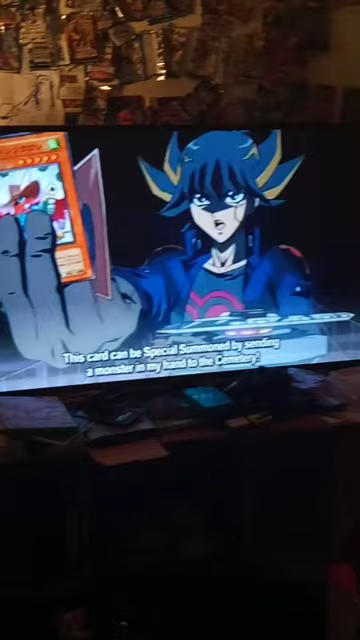 This card can be Special Summoned by sending
a monster in my hand to the Cemetery!